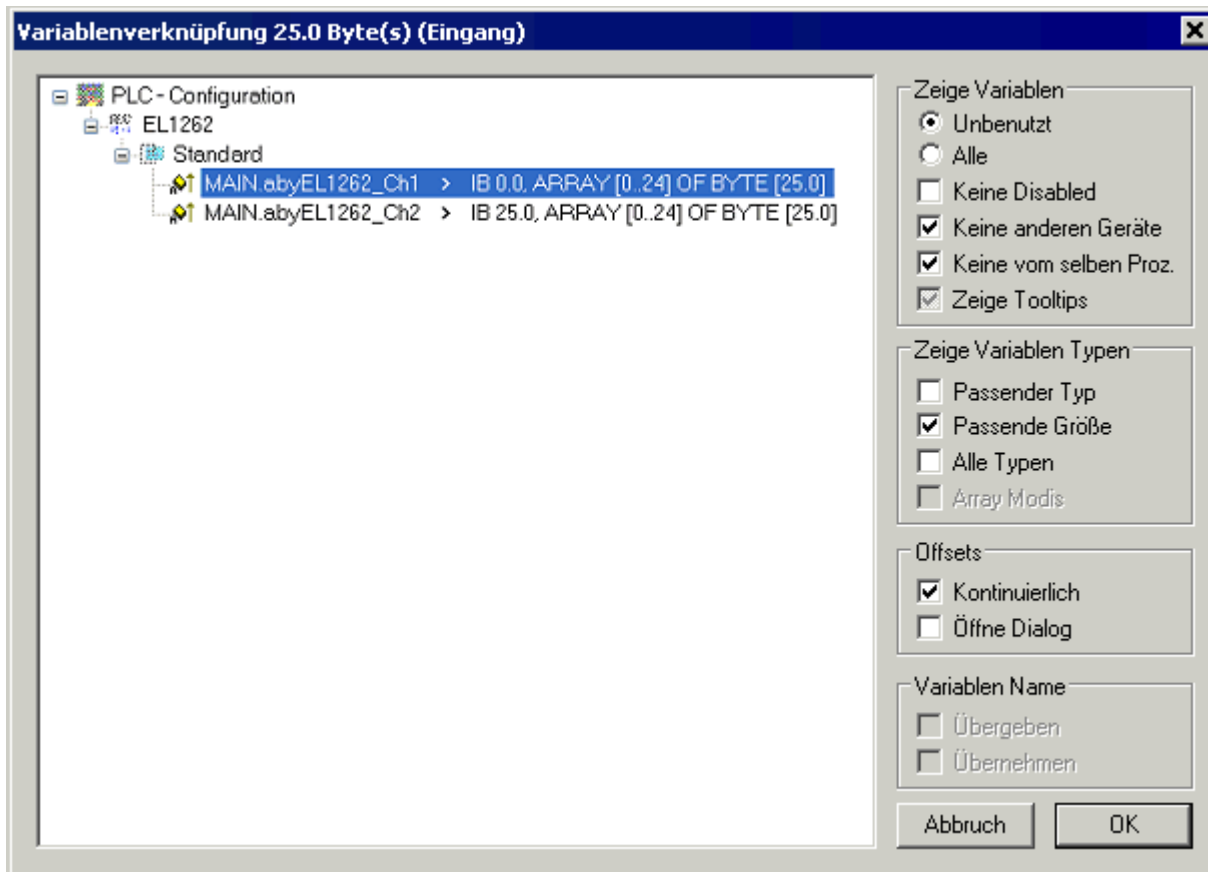 Variablenverknüpfung 25.0 Byte(s) (Eingang)
PLC - Configuration
EL1262
Standard
MAIN.abyEL1262_Ch1 > IB 0.0, ARRAY [0..24] OF BYTE [25.0]
MAIN.abyEL1262_Ch2 > IB 25.0, ARRAY [0..24] OF BYTE [25.0]
Zeige Variablen
Unbenutzt
Alle
Keine Disabled
Keine anderen Geräte
Keine vom selben Proz.
Zeige Tooltips
Zeige Variablen Typen
Passender Typ
Passende Größe
Alle Typen
Array Modis
Offsets
Kontinuierlich
Öffne Dialog
Variablen Name
Übergeben
Übernehmen
Abbruch
OK